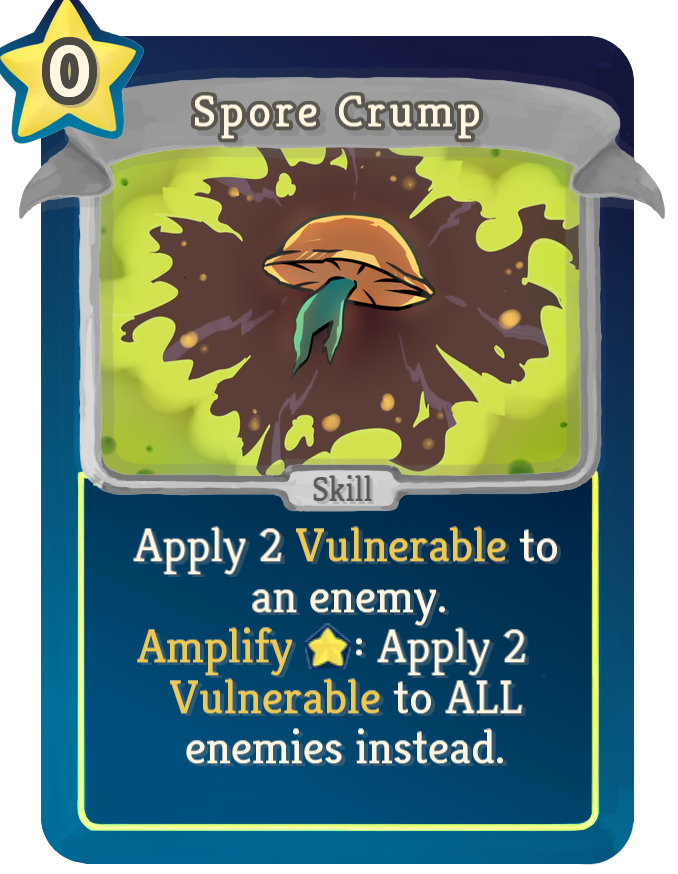 0
Spore Crump
Skill
Apply 2 Vulnerable to
an enemy.
Amplify : Apply 2
Vulnerable to ALL
enemies instead.